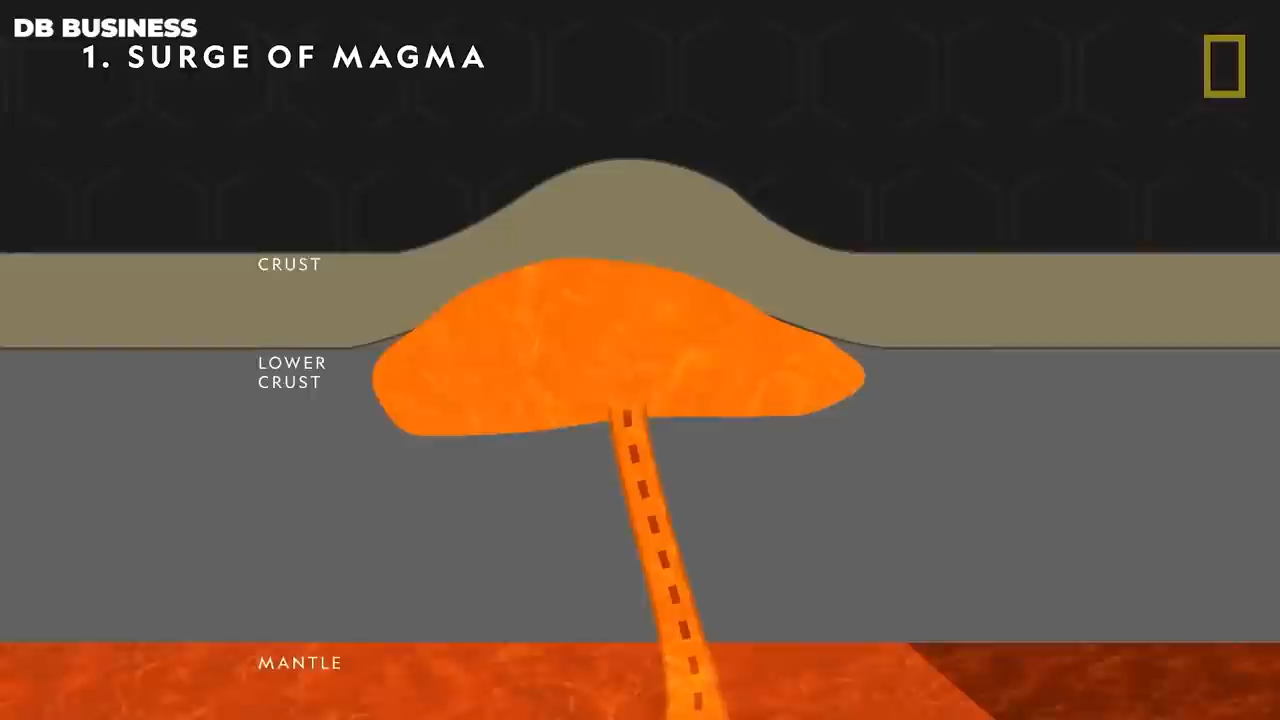 DB BUSINESS
1. SURGE OF MAGMA
CRUST
LOWER
CRUST
MANTLE